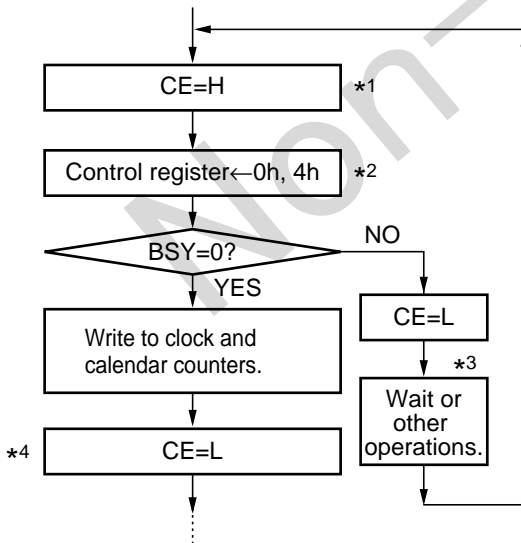 CE=H *1
Control register←0h, 4h *2
BSY=0?
NO
YES
Write to clock and
calendar counters.
CE=L
*3
Wait or
other
operations.
*4 CE=L
Non-